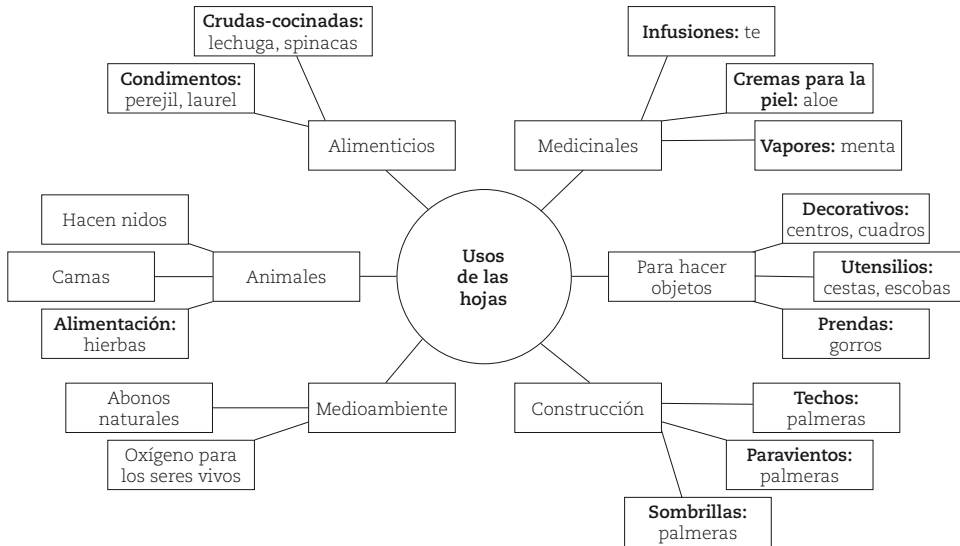 Crudas-cocinadas:
lechuga, spinacas
Condimentos:
perejil, laurel
Alimenticios
Infusiones: te
Cremas para la
piel: aloe
Vapores: menta
Medicinales
Hacen nidos
Camas
Alimentación:
hierbas
Animales
Usos
de las
hojas
Para hacer
objetos
Decorativos:
centros, cuadros
Utensilios:
cestas, escobas
Prendas:
gorros
Abonos
naturales
Oxígeno para
los seres vivos
Medioambiente
Construcción
Techos:
palmeras
Paravientos:
palmeras
Sombrillas:
palmeras